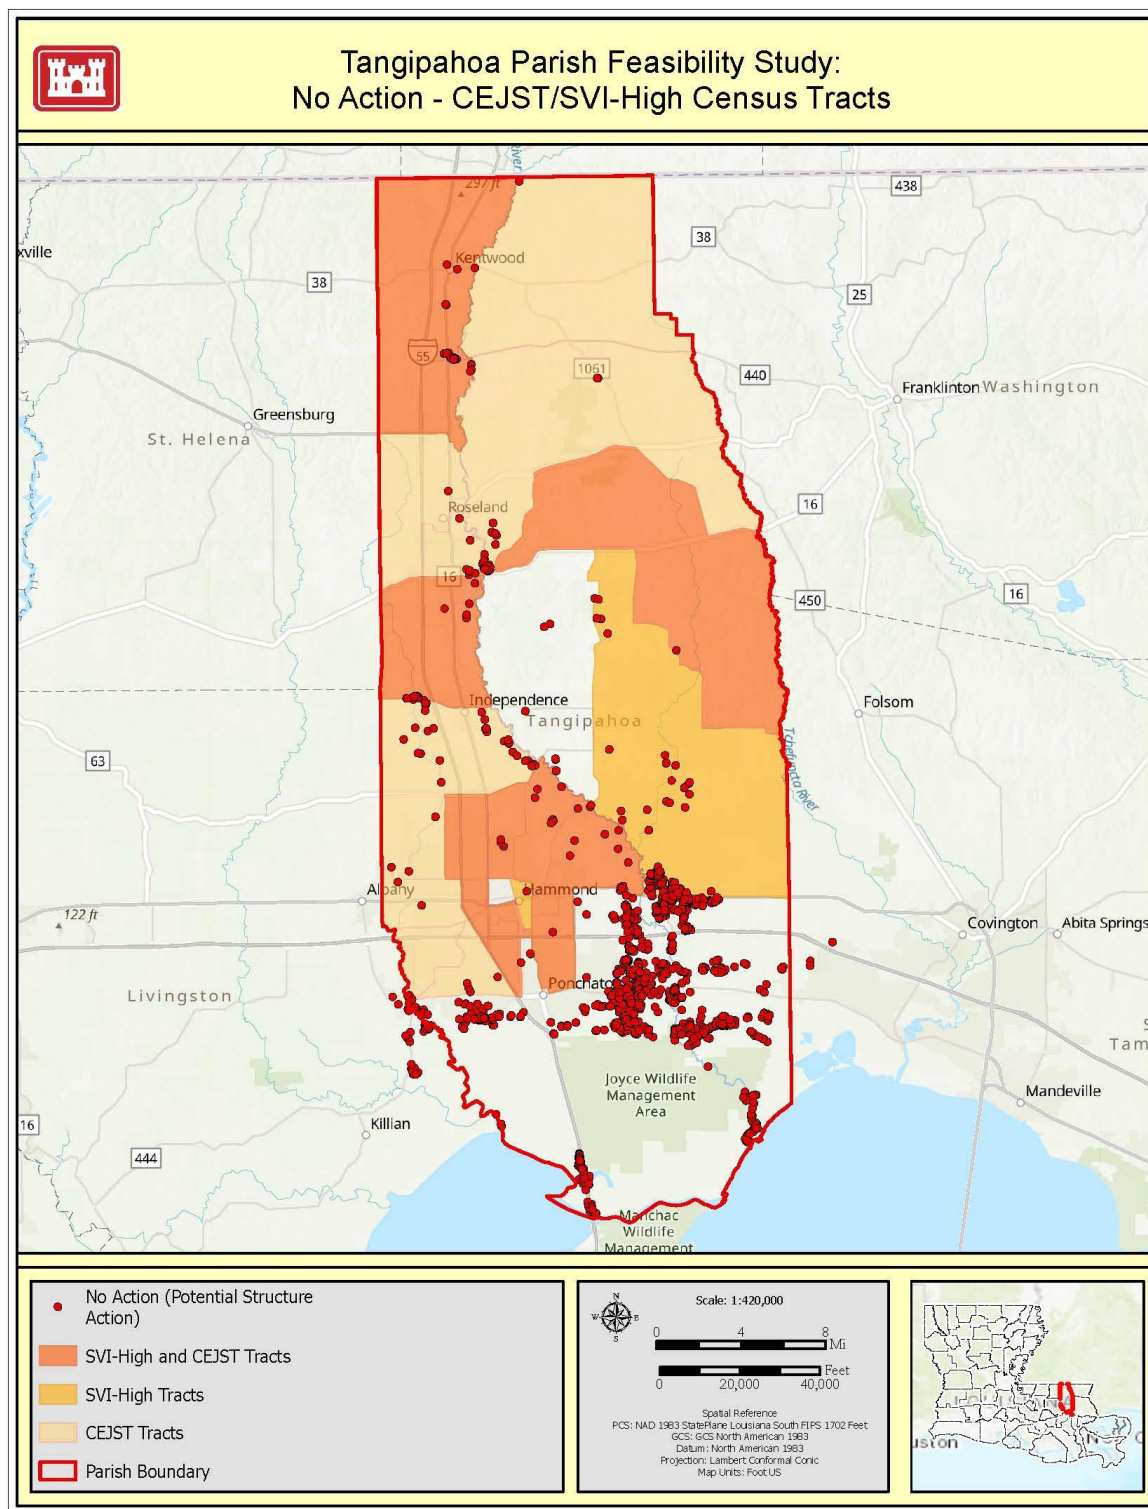 Tangipahoa Parish Feasibility Study:
No Action - CEJST/SVI-High Census Tracts
River
297 ft
438
38
xville
Kentwood
38
25
55
1061
440
Franklinton
Washington
Greensburg
St. Helena
16
Roseland
16
450
16
Independence
Tangipahoa
Folsom
63
Tchefuncta River
Albany
Hammond
122 ft
Covington
Abita Springs
Livingston
Ponchato
Tam
Joyce Wildlife
Management
Area
Mandeville
16
Killian
444
Manchac
Wildlife
Management
No Action (Potential Structure
Action)
SVI-High and CEJST Tracts
SVI-High Tracts
CEJST Tracts
Parish Boundary
N
W
E
S
Scale: 1:420,000
0 4 8
Mi
Feet
0 20,000 40,000
Spatial Reference
PCS: NAD 1983 StatePlane Louisiana South FIPS 1702 Feet
GCS: GCS North American 1983
Datum: North American 1983
Projection: Lambert Conformal Conic
Map Units: Foot US
uston